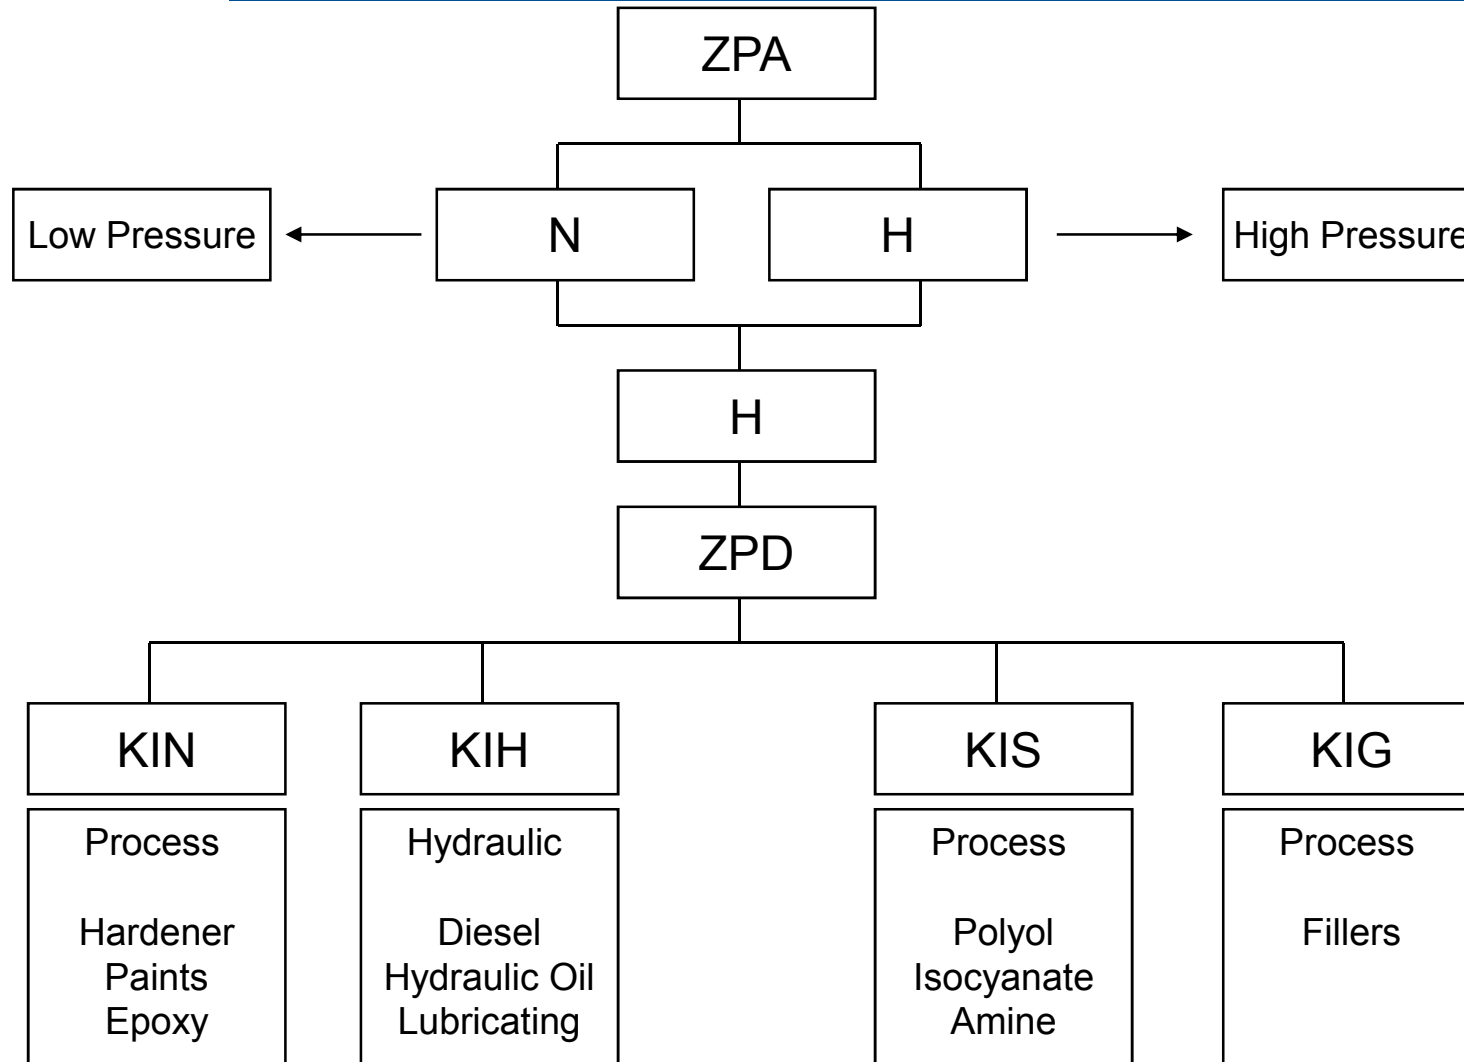 ZPA
Low Pressure
N
H
High Pressure
H
ZPD
KIN
KIH
KIS
KIG
Process
Hardener
Paints
Epoxy
Hydraulic
Diesel
Hydraulic Oil
Lubricating
Process
Polyol
Isocyanate
Amine
Process
Fillers